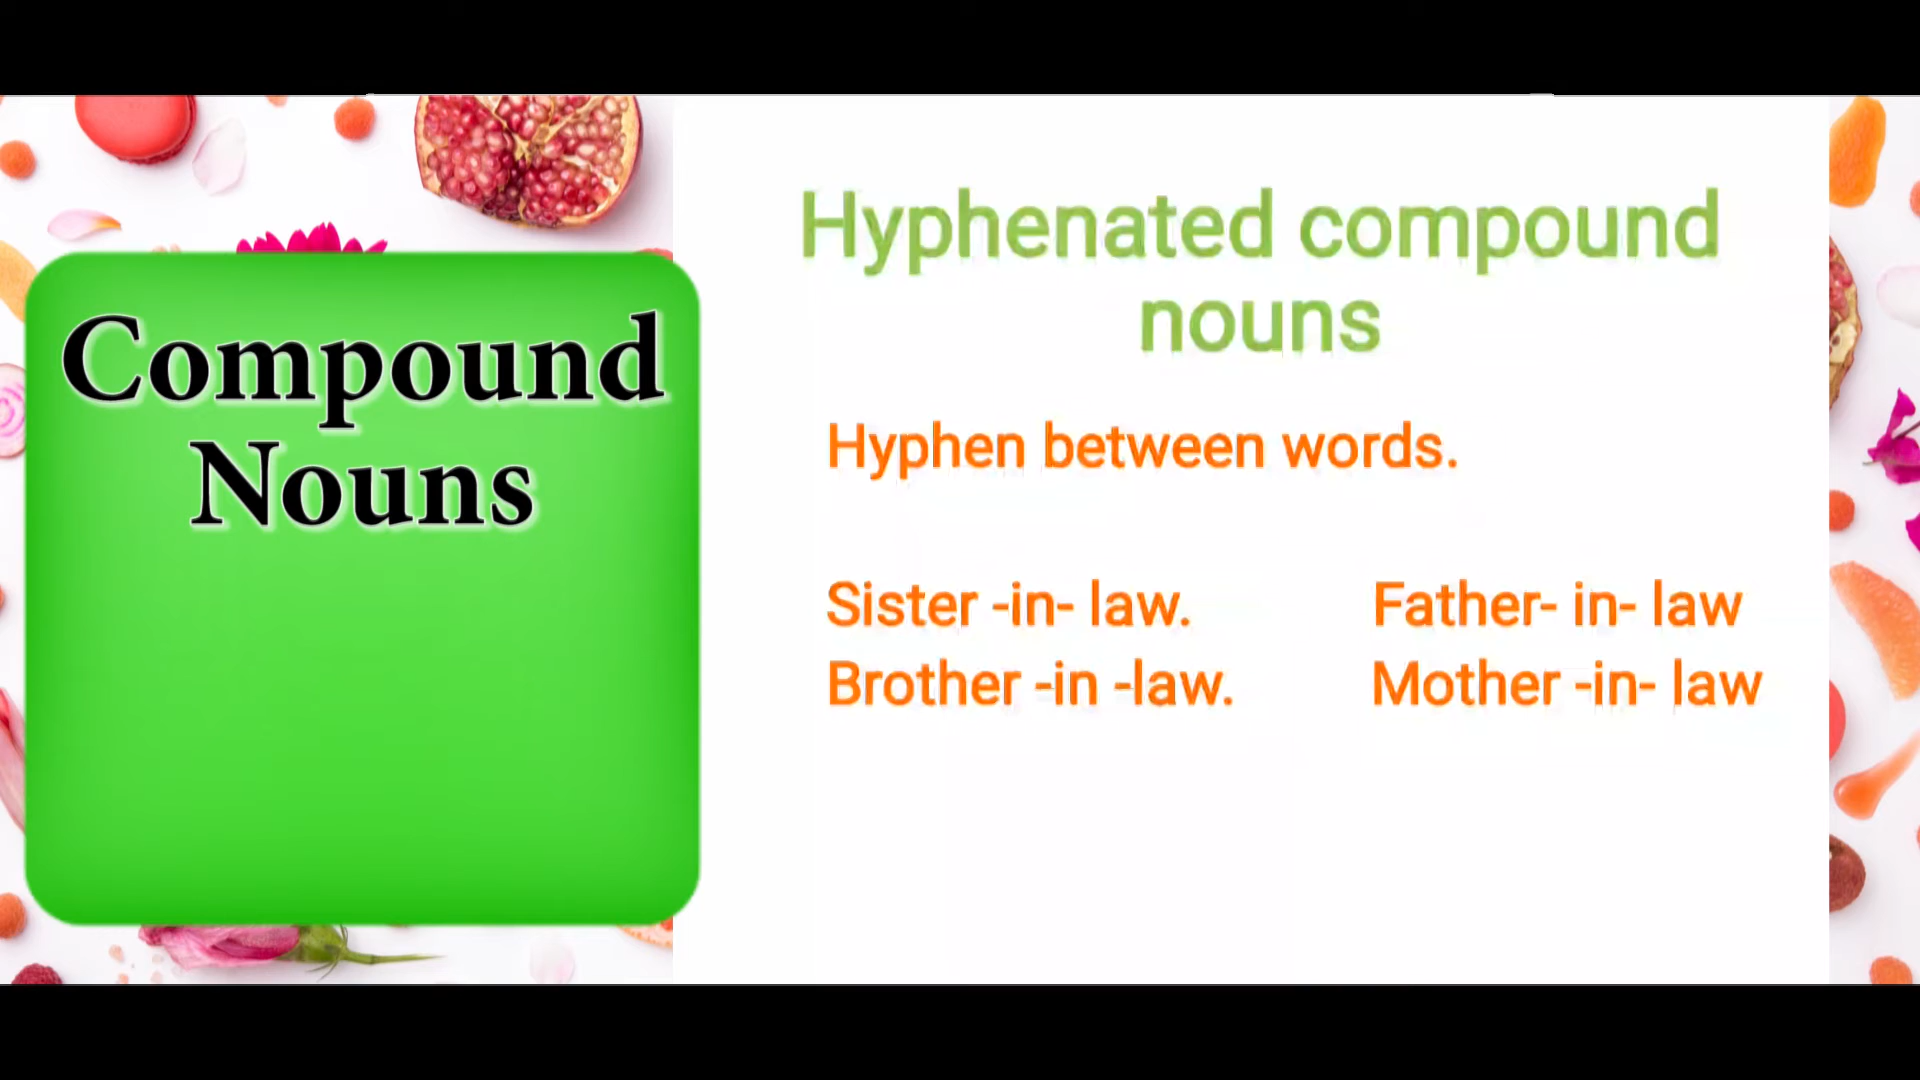 Compound
Nouns
Hyphenated compound
nouns
Hyphen between words.
Sister -in- law. Father- in- law
Brother -in -law. Mother -in- law